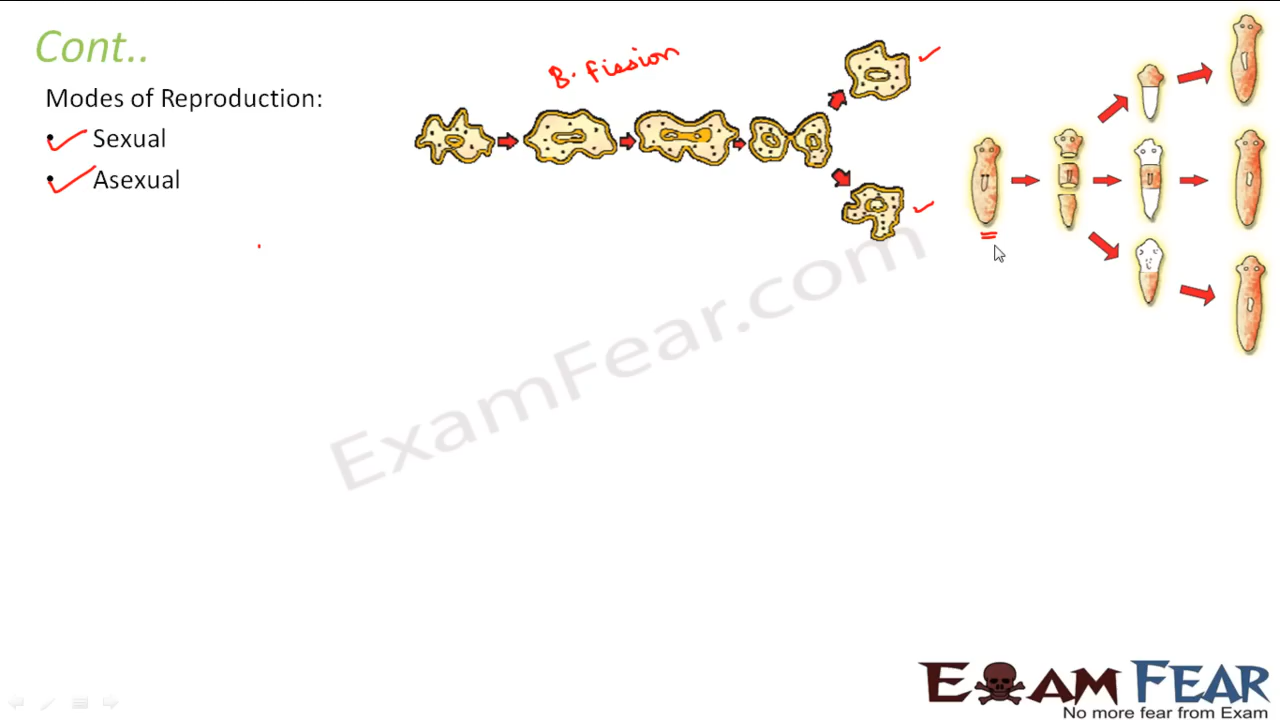 Cont..
Modes of Reproduction:
• Sexual
• Asexual
B. fission
ExamFear.com
EXAM FEAR
No more fear from Exam